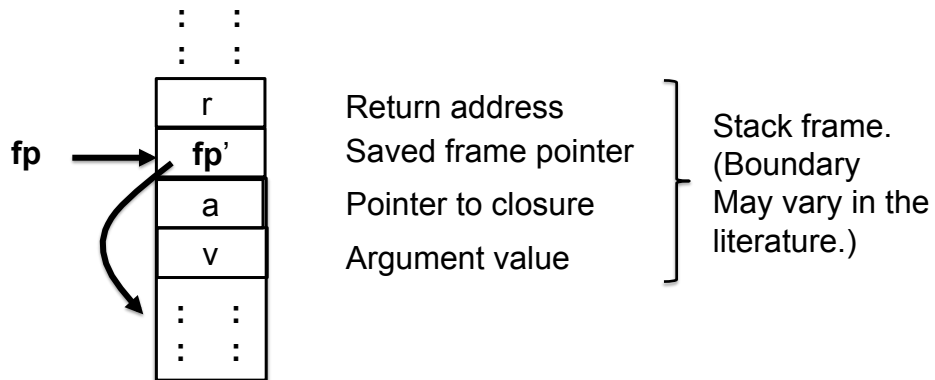 : :
: :
r
Return address
fp
fp’
Saved frame pointer
a
Pointer to closure
v
Argument value
: :
: :
Stack frame.
(Boundary
May vary in the
literature.)